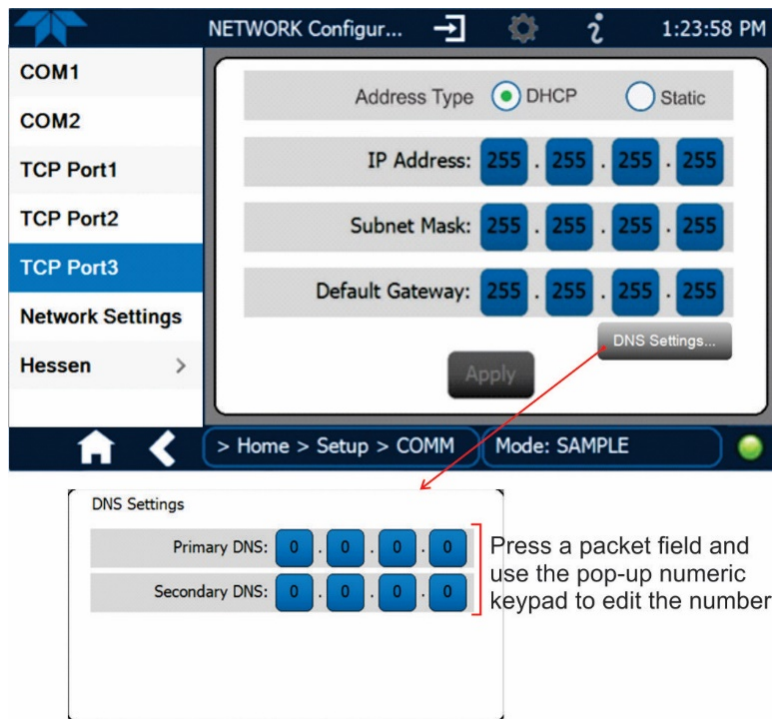 NETWORK Configur... 1:23:58 PM
COM1
COM2
TCP Port1
TCP Port2
TCP Port3
Network Settings
Hessen >
Address Type DHCP Static
IP Address: 255 . 255 . 255 . 255
Subnet Mask: 255 . 255 . 255 . 255
Default Gateway: 255 . 255 . 255 . 255
DNS Settings...
Apply
> Home > Setup > COMM Mode: SAMPLE
DNS Settings
Primary DNS: 0 . 0 . 0 . 0
Secondary DNS: 0 . 0 . 0 . 0
Press a packet field and
use the pop-up numeric
keypad to edit the number